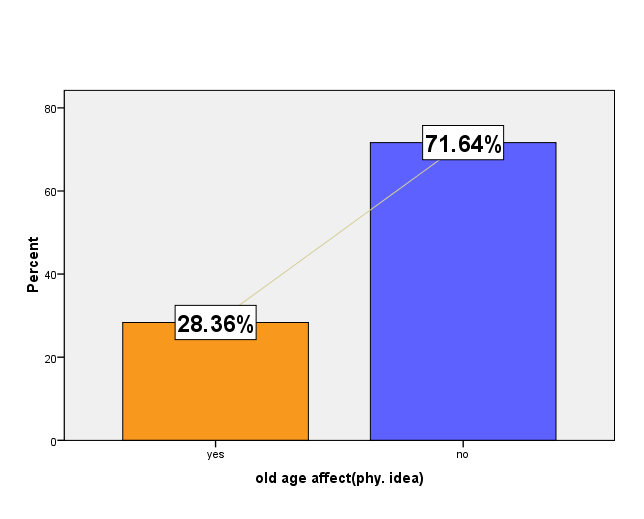 80
60
40
20
0
Percent
71.64%
28.36%
yes
no
old age affect(phy. idea)